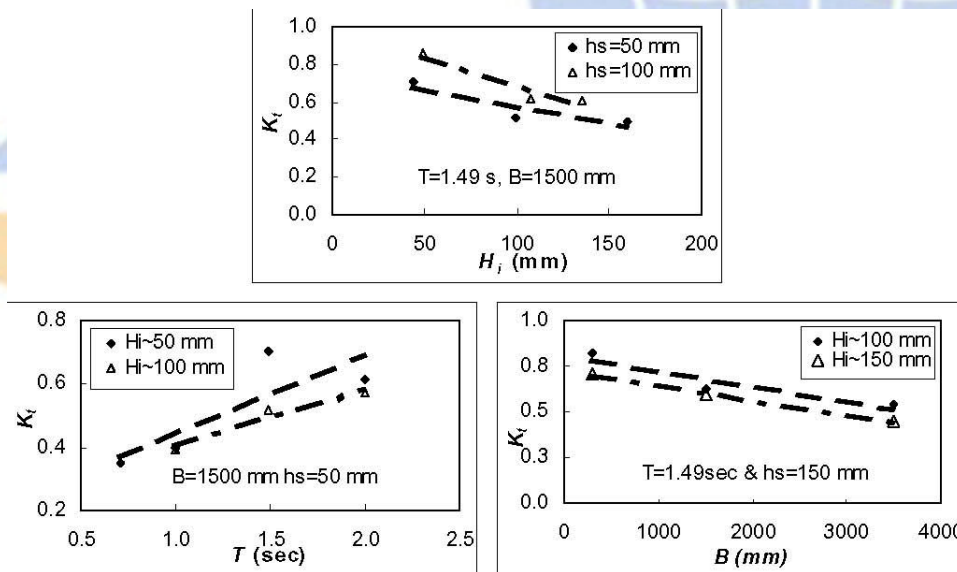 1.0
0.8
0.6
0.4
0.2
0.0
Kt
hs=50 mm
hs=100 mm
T=1.49 s, B=1500 mm
0 50 100 150 200
Hi (mm)
0.8
0.6
0.4
0.2
Kt
Hi~50 mm
Hi~100 mm
B=1500 mm hs=50 mm
0.5 1.0 1.5 2.0 2.5
T (sec)
1.0
0.8
0.5
0.3
0.0
Kt
Hi~100 mm
Hi~150 mm
T=1.49sec & hs=150 mm
0 1000 2000 3000 4000
B (mm)